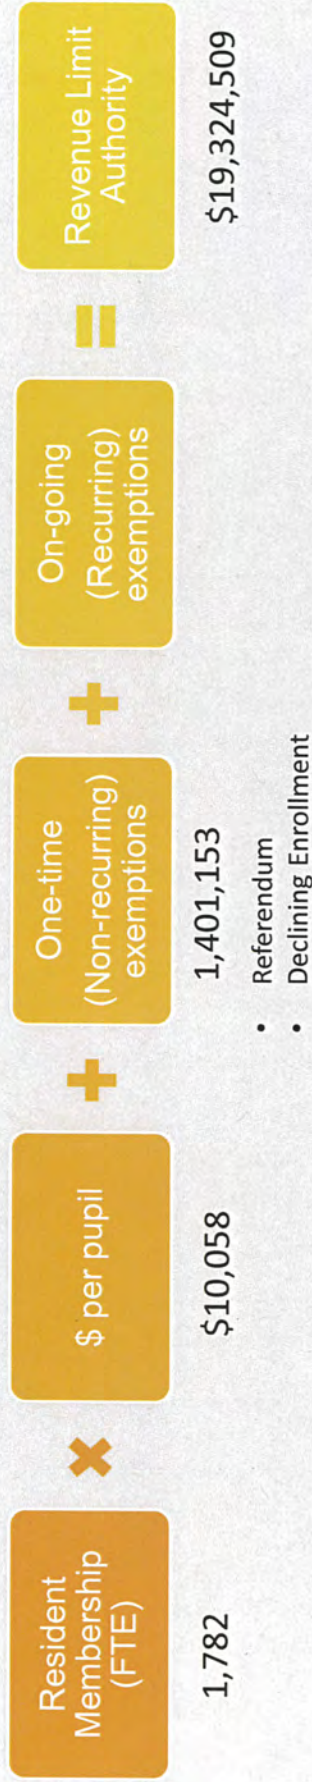 Resident
Membership
(FTE)
×
$ per pupil
+
One-time
(Non-recurring)
exemptions
+
On-going
(Recurring)
exemptions
=
Revenue Limit
Authority
1,782
$10,058
1,401,153
$19,324,509
• Referendum
• Declining Enrollment